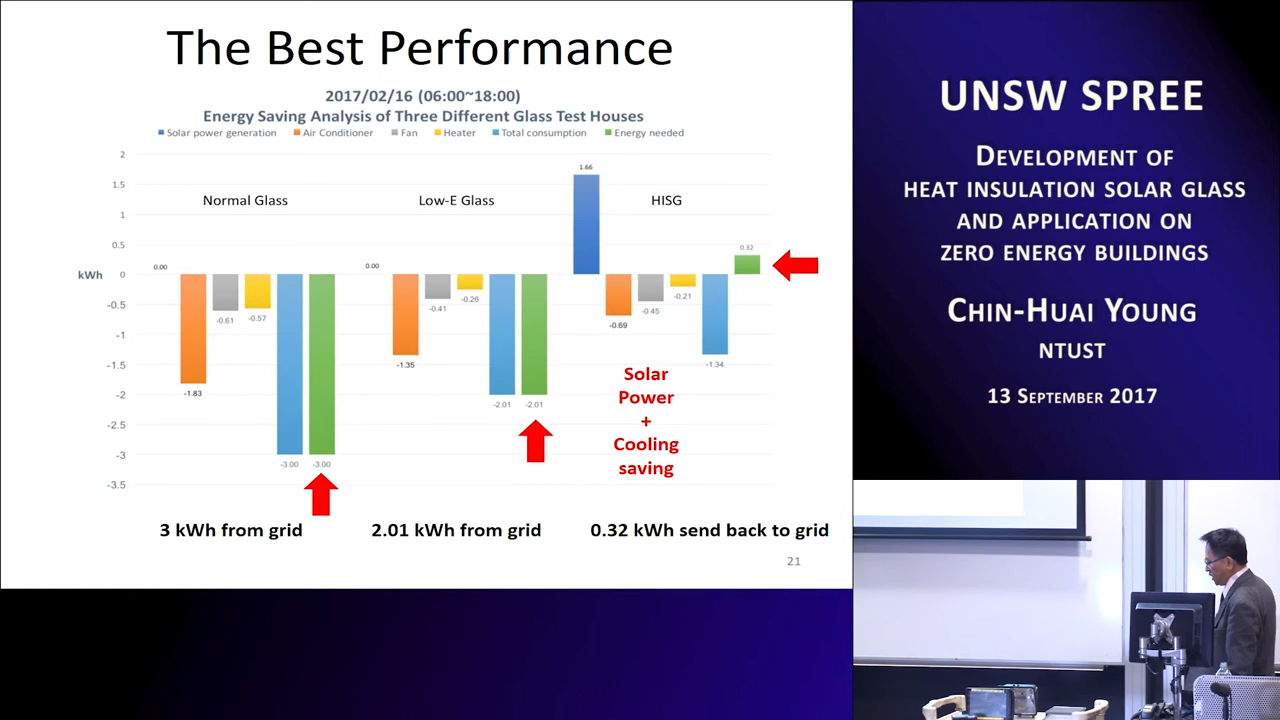 The Best Performance
2017/02/16 (06:00~18:00)
Energy Saving Analysis of Three Different Glass Test Houses
Solar power generation Air Conditioner Fan Heater Total consumption Energy needed
2
1.5
1
0.5
0
-0.5
-1
-1.5
-2
-2.5
-3
-3.5
kWh
Normal Glass
0.00
-1.83
-0.61
-0.57
-3.00
-3.00
Low-E Glass
0.00
-1.35
-0.41
-0.26
-2.01
-2.01
HISG
1.66
-0.69
-0.45
-0.21
-1.34
0.32
Solar
Power
+
Cooling
saving
3 kWh from grid
2.01 kWh from grid
0.32 kWh send back to grid
21
UNSW SPREE
DEVELOPMENT OF
HEAT INSULATION SOLAR GLASS
AND APPLICATION ON
ZERO ENERGY BUILDINGS
CHIN-HUAI YOUNG
NTUST
13 SEPTEMBER 2017